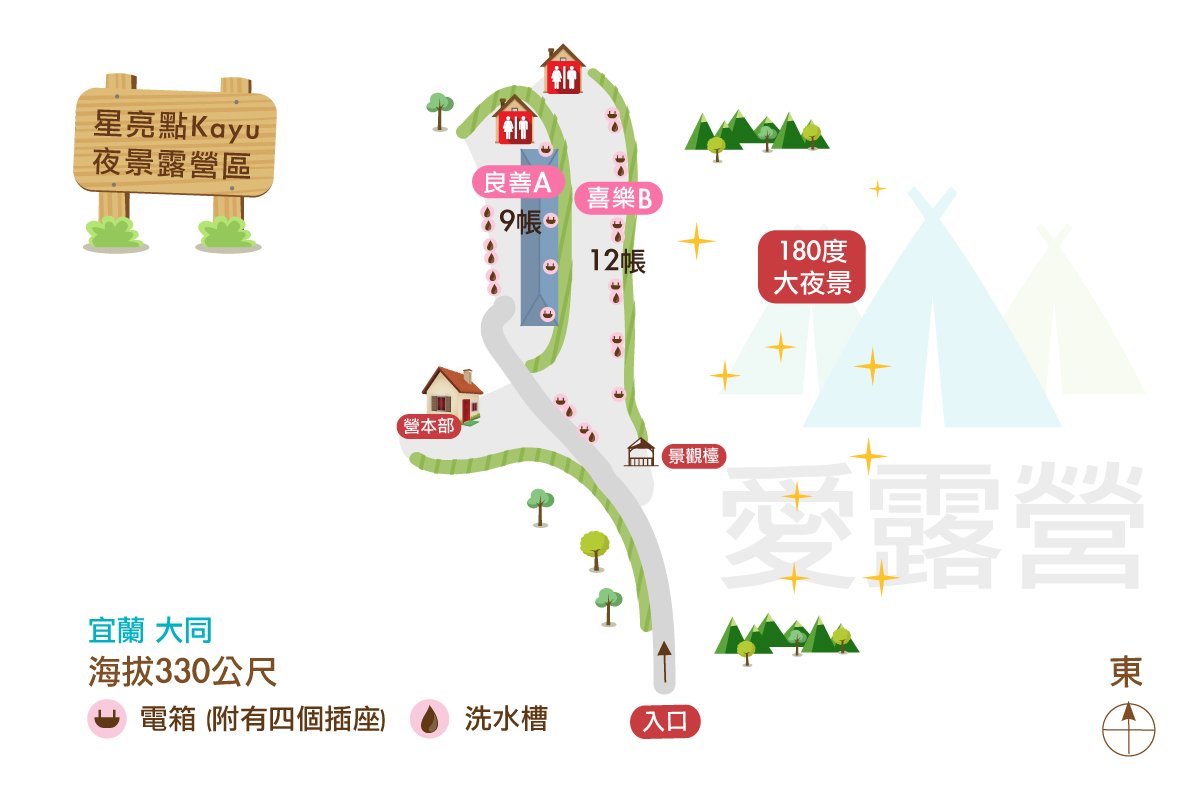 星亮點Kayu
夜景露營區
良善A
9帳
喜樂B
12帳
180度
大夜景
營本部
景觀檯
愛露營
宜蘭 大同
海拔330公尺
電箱 (附有四個插座)
洗水槽
入口
東